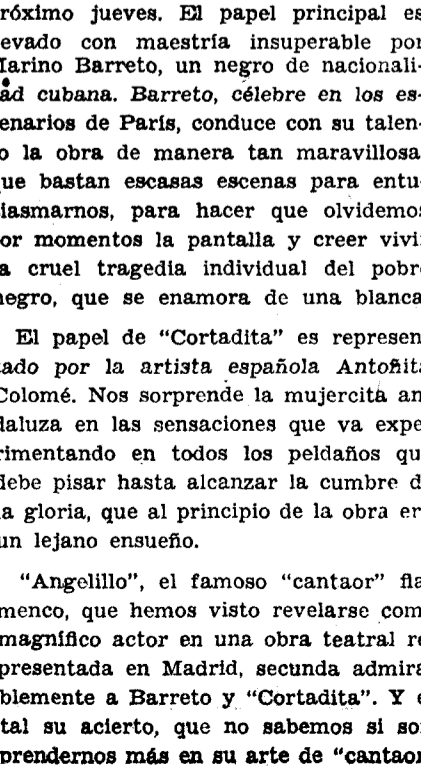 róximo jueves. El papel principal es
evado con maestría insuperable por
Iarino Barreto, un negro de nacionali-
ad cubana. Barreto, célebre en los es-
enarios de París, conduce con su talen-
o la obra de manera tan maravillosa
ue bastan escasas escenas para entu-
iasmarnos, para hacer que olvidemos
or momentos la pantalla y creer vivi
a cruel tragedia individual del pobr
negro, que se enamora de una blanca
El papel de "Cortadita" es represen
tado por la artista española Antoñita
Colomé. Nos sorprende la mujercita an
daluza en las sensaciones que va expe
rimentando en todos los peldaños qu
debe pisar hasta alcanzar la cumbre d
la gloria, que al principio de la obra er
un lejano ensueño.
"Angelillo", el famoso "cantaor" fla
menco, que hemos visto revelarse com
magnífico actor en una obra teatral re
presentada en Madrid, secunda admira
blemente a Barreto y "Cortadita". Y e
tal su acierto, que no sabemos si sor
prendernos más en su arte de "cantaor